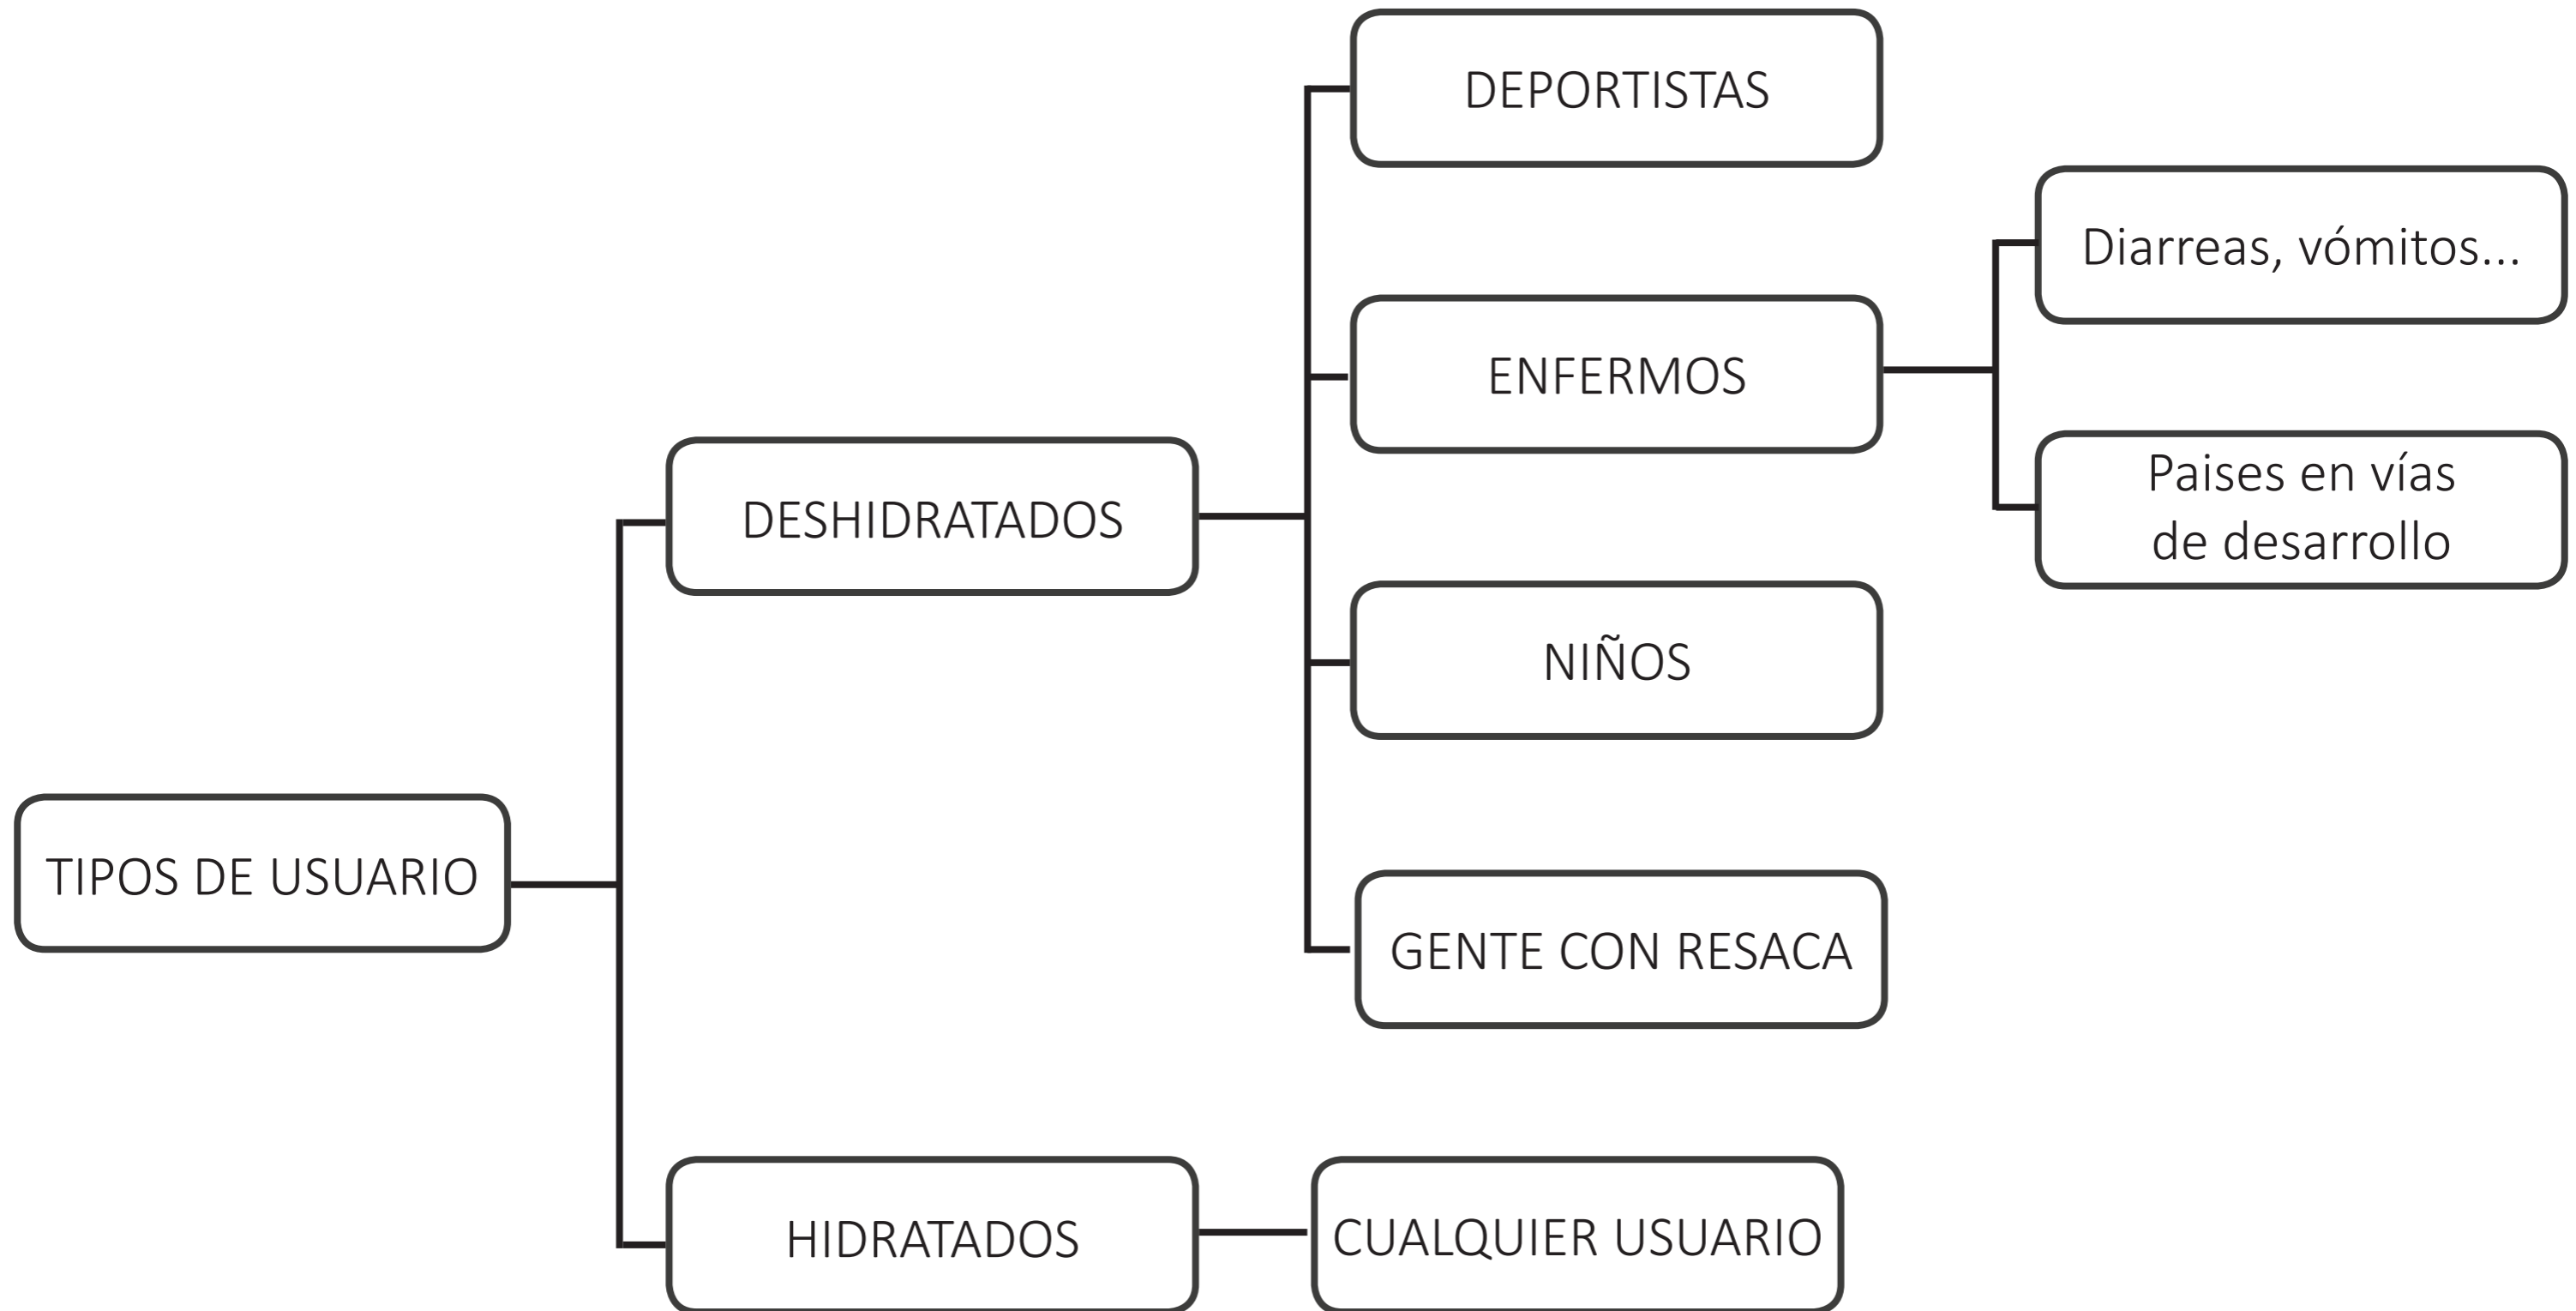 DEPORTISTAS
Diarreas, vómitos...
ENFERMOS
Paises en vías
de desarrollo
DESHIDRATADOS
NIÑOS
TIPOS DE USUARIO
GENTE CON RESACA
HIDRATADOS
CUALQUIER USUARIO